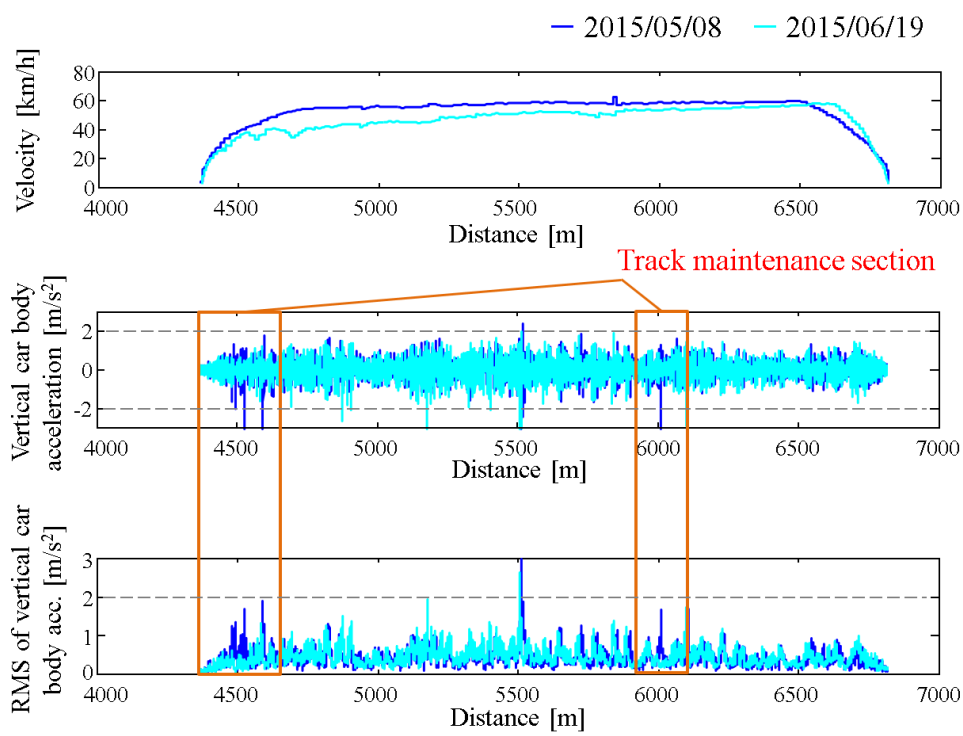 2015/05/08 2015/06/19
Velocity [km/h]
80
60
40
20
0
4000 4500 5000 5500 6000 6500 7000
Distance [m]
Track maintenance section
Vertical car body
acceleration [m/s²]
2
0
-2
4000 4500 5000 5500 6000 6500 7000
Distance [m]
RMS of vertical car
body acc. [m/s²]
3
2
1
0
4000 4500 5000 5500 6000 6500 7000
Distance [m]